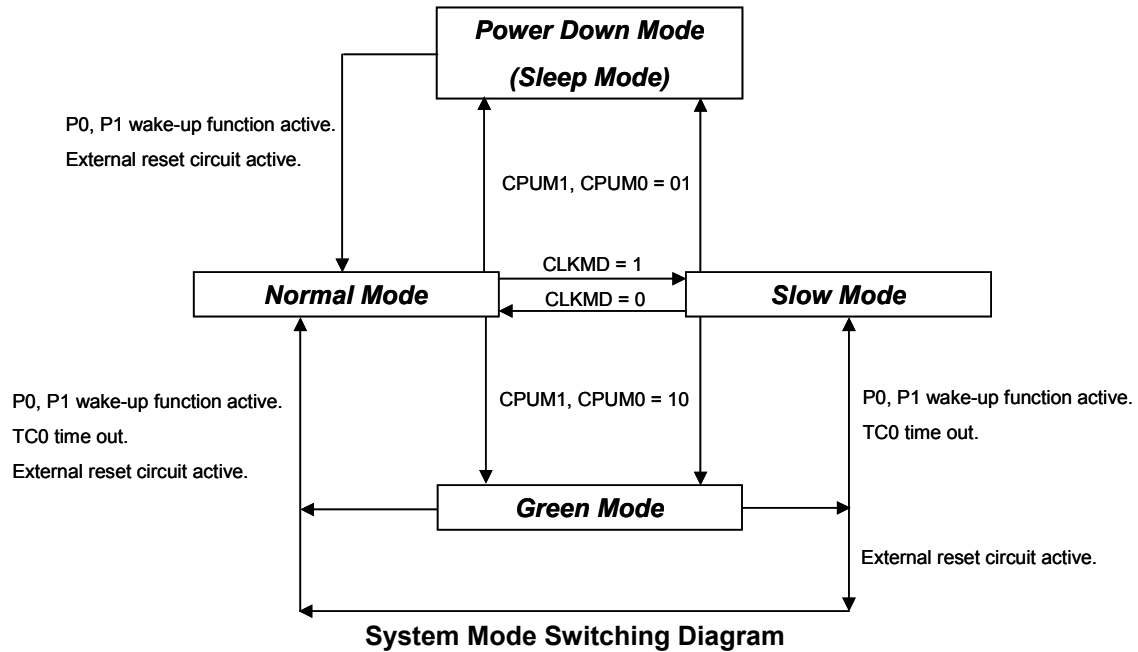 Power Down Mode
(Sleep Mode)
P0, P1 wake-up function active.
External reset circuit active.
CPUM1, CPUM0 = 01
CLKMD = 1
Normal Mode
CLKMD = 0
Slow Mode
P0, P1 wake-up function active.
TC0 time out.
External reset circuit active.
CPUM1, CPUM0 = 10
P0, P1 wake-up function active.
TC0 time out.
Green Mode
External reset circuit active.
System Mode Switching Diagram